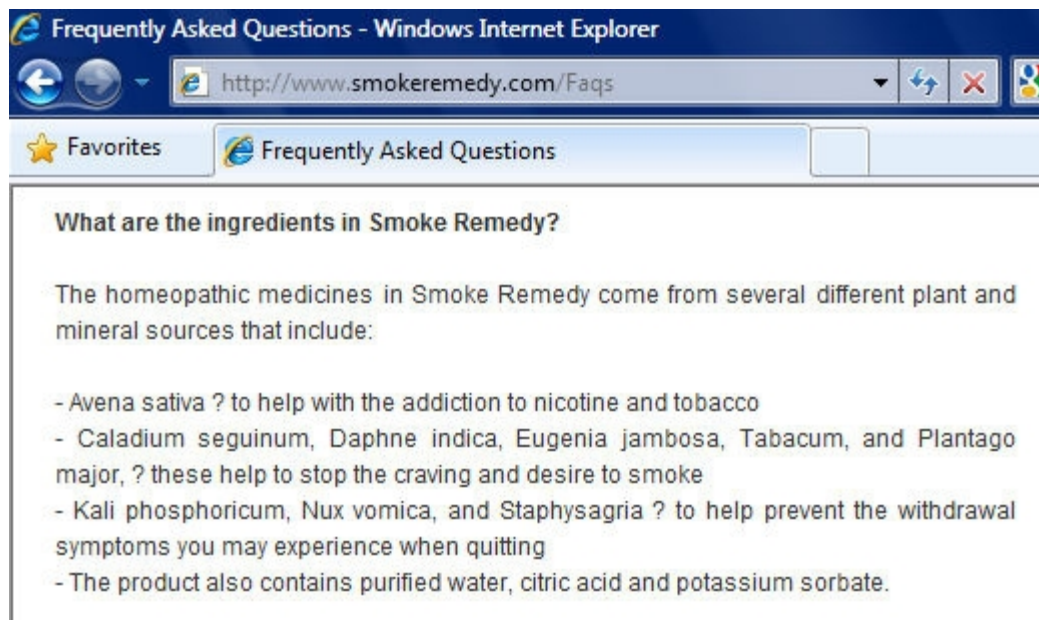 Frequently Asked Questions - Windows Internet Explorer
http://www.smokeremedy.com/Faqs
Favorites
Frequently Asked Questions
What are the ingredients in Smoke Remedy?
The homeopathic medicines in Smoke Remedy come from several different plant and
mineral sources that include:
- Avena sativa ? to help with the addiction to nicotine and tobacco
- Caladium seguinum, Daphne indica, Eugenia jambosa, Tabacum, and Plantago
major, ? these help to stop the craving and desire to smoke
- Kali phosphoricum, Nux vomica, and Staphysagria ? to help prevent the withdrawal
symptoms you may experience when quitting
- The product also contains purified water, citric acid and potassium sorbate.